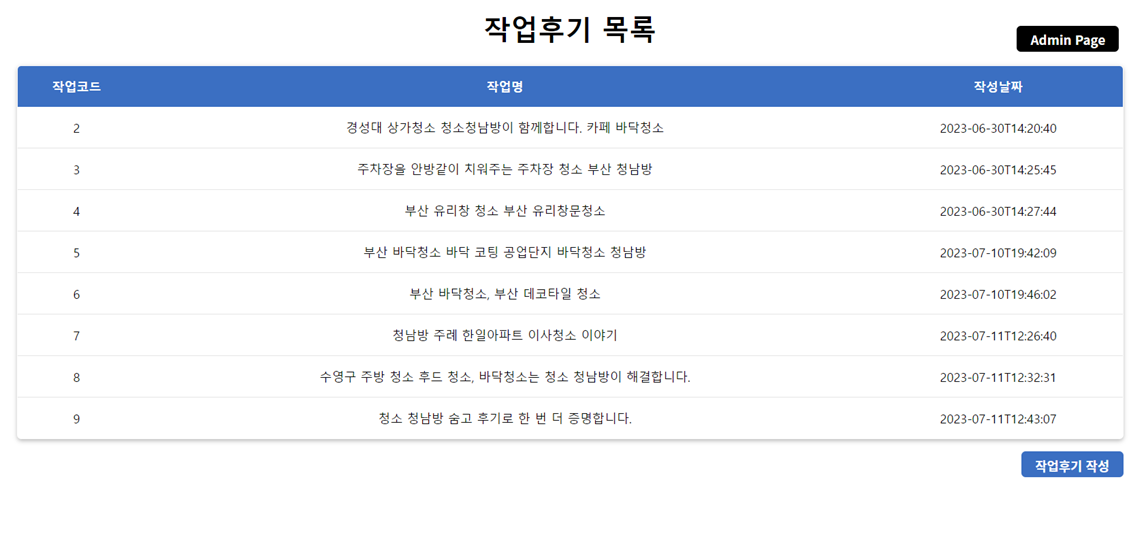 작업후기 목록
Admin Page
작업코드 작업명 작성날짜
2 경성대 상가청소 청소청남방이 함께합니다. 카페 바닥청소 2023-06-30T14:20:40
3 주차장을 안방같이 치워주는 주차장 청소 부산 청남방 2023-06-30T14:25:45
4 부산 유리창 청소 부산 유리창문청소 2023-06-30T14:27:44
5 부산 바닥청소 바닥 코팅 공업단지 바닥청소 청남방 2023-07-10T19:42:09
6 부산 바닥청소, 부산 데코타일 청소 2023-07-10T19:46:02
7 청남방 주례 한일아파트 이사청소 이야기 2023-07-11T12:26:40
8 수영구 주방 청소 후드 청소, 바닥청소는 청소 청남방이 해결합니다. 2023-07-11T12:32:31
9 청소 청남방 숨고 후기로 한 번 더 증명합니다. 2023-07-11T12:43:07
작업후기 작성